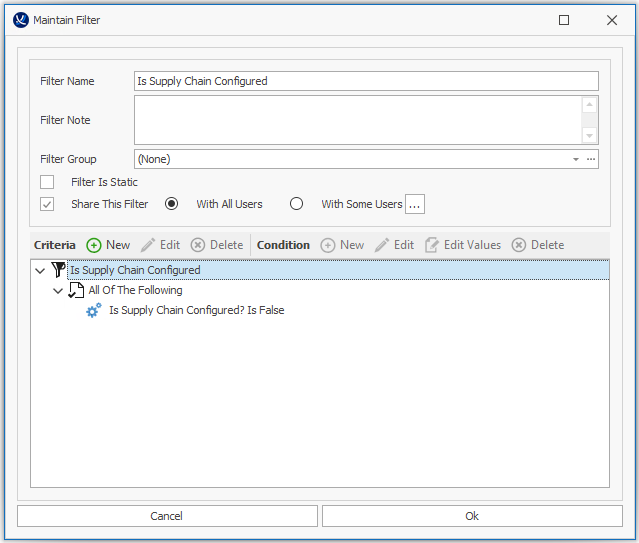 Maintain Filter
Filter Name Is Supply Chain Configured
Filter Note
Filter Group (None) ...
Filter Is Static
Share This Filter With All Users With Some Users ...
Criteria New Edit Delete Condition New Edit Edit Values Delete
Is Supply Chain Configured
All Of The Following
Is Supply Chain Configured? Is False
Cancel Ok